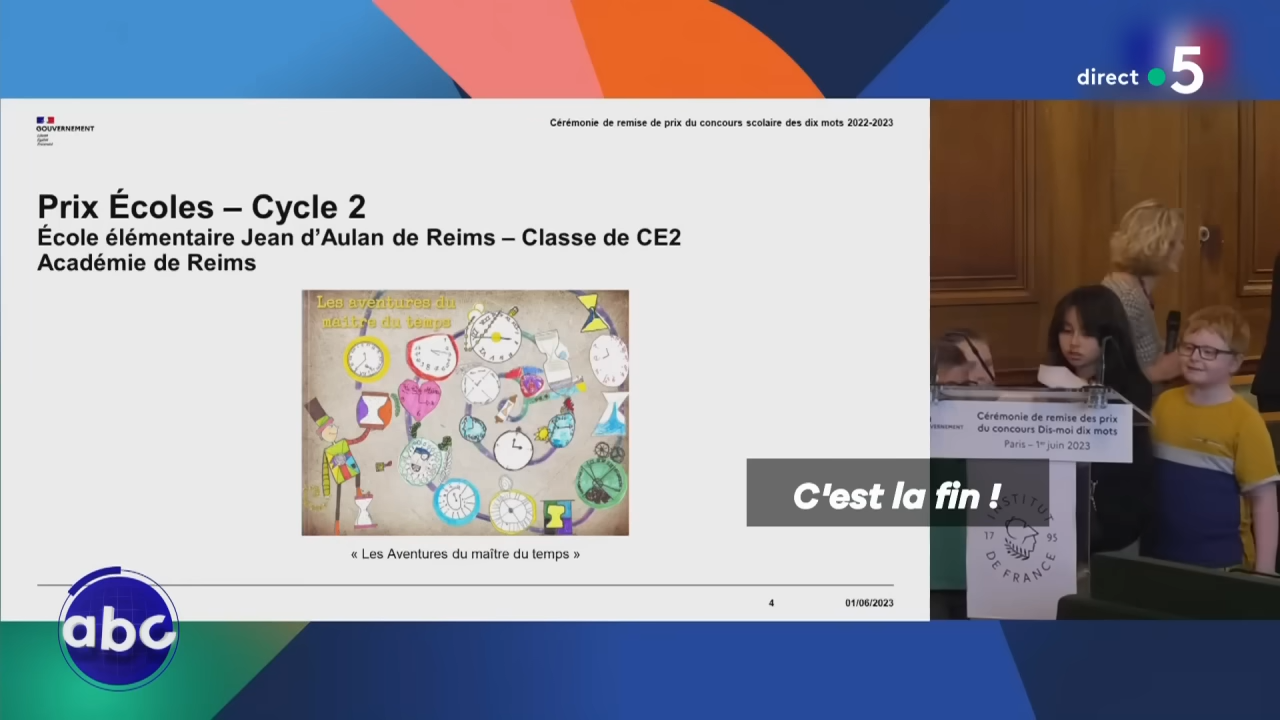 direct 5
GOUVERNEMENT
Liberté
Égalité
Fraternité
Cérémonie de remise de prix du concours scolaire des dix mots 2022-2023
Prix Écoles – Cycle 2
École élémentaire Jean d’Aulan de Reims – Classe de CE2
Académie de Reims
Les aventures du
maître du temps
« Les Aventures du maître du temps »
4
01/06/2023
Cérémonie de remise des prix
du concours Dis-moi dix mots
Paris – 1er juin 2023
C'est la fin !
INSTITUT
17 95
DE FRANCE
abc